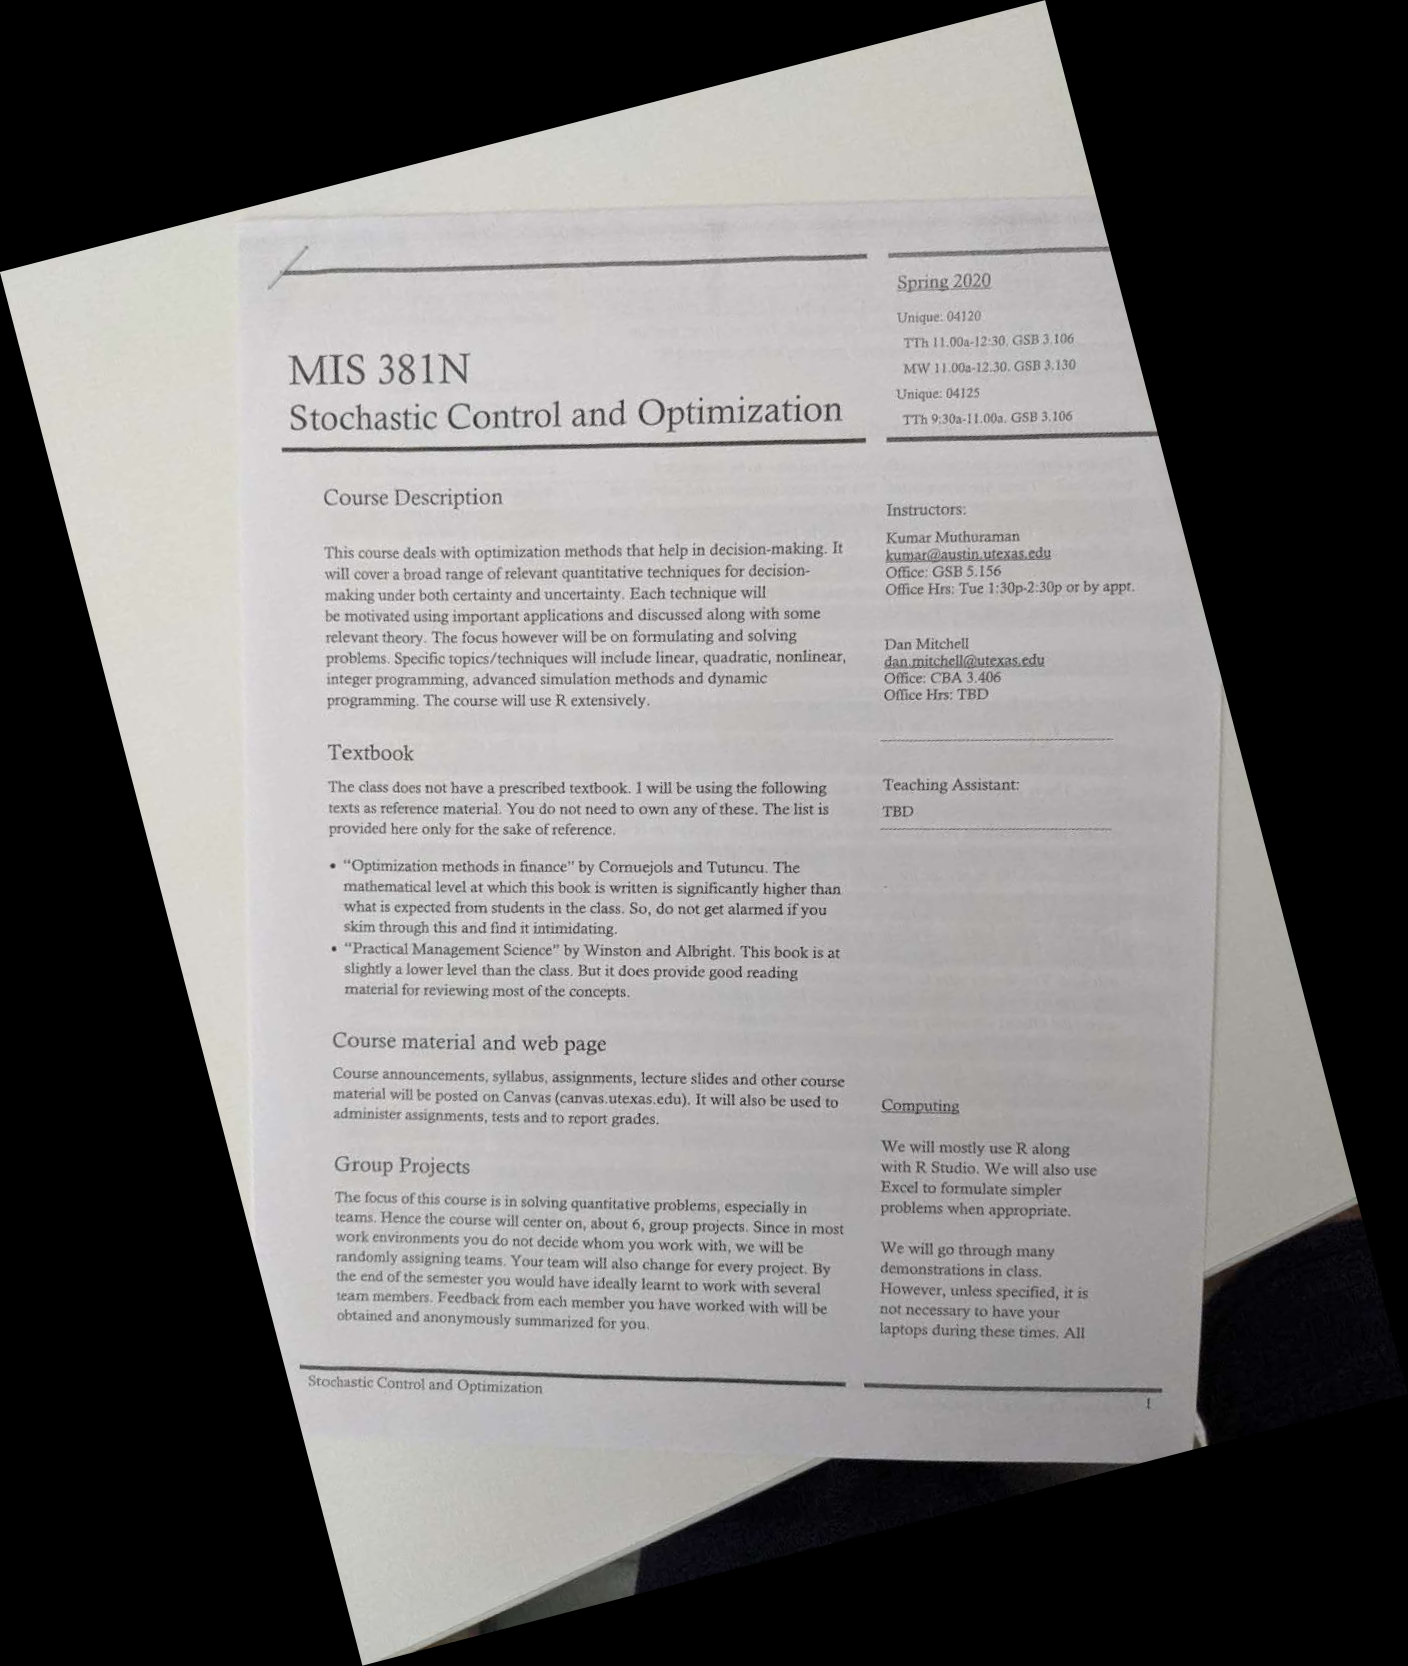 MIS 381N
Stochastic Control and Optimization
Spring 2020
Unique: 04120
TTh 11.00a-12:30, GSB 3.106
MW 11.00a-12.30, GSB 3.130
Unique: 04125
TTh 9:30a-11.00a, GSB 3.106
Course Description
This course deals with optimization methods that help in decision-making. It
will cover a broad range of relevant quantitative techniques for decision-
making under both certainty and uncertainty. Each technique will
be motivated using important applications and discussed along with some
relevant theory. The focus however will be on formulating and solving
problems. Specific topics/techniques will include linear, quadratic, nonlinear,
integer programming, advanced simulation methods and dynamic
programming. The course will use R extensively.
Textbook
The class does not have a prescribed textbook. I will be using the following
texts as reference material. You do not need to own any of these. The list is
provided here only for the sake of reference.
• "Optimization methods in finance" by Cornuejols and Tutuncu. The
mathematical level at which this book is written is significantly higher than
what is expected from students in the class. So, do not get alarmed if you
skim through this and find it intimidating.
• "Practical Management Science" by Winston and Albright. This book is at
slightly a lower level than the class. But it does provide good reading
material for reviewing most of the concepts.
Course material and web page
Course announcements, syllabus, assignments, lecture slides and other course
material will be posted on Canvas (canvas.utexas.edu). It will also be used to
administer assignments, tests and to report grades.
Group Projects
The focus of this course is in solving quantitative problems, especially in
teams. Hence the course will center on, about 6, group projects. Since in most
work environments you do not decide whom you work with, we will be
randomly assigning teams. Your team will also change for every project. By
the end of the semester you would have ideally learnt to work with several
team members. Feedback from each member you have worked with will be
obtained and anonymously summarized for you.
Instructors:
Kumar Muthuraman
kumar@austin.utexas.edu
Office: GSB 5.156
Office Hrs: Tue 1:30p-2:30p or by appt.
Dan Mitchell
dan.mitchell@utexas.edu
Office: CBA 3.406
Office Hrs: TBD
Teaching Assistant:
TBD
Computing
We will mostly use R along
with R Studio. We will also use
Excel to formulate simpler
problems when appropriate.
We will go through many
demonstrations in class.
However, unless specified, it is
not necessary to have your
laptops during these times. All
Stochastic Control and Optimization
1